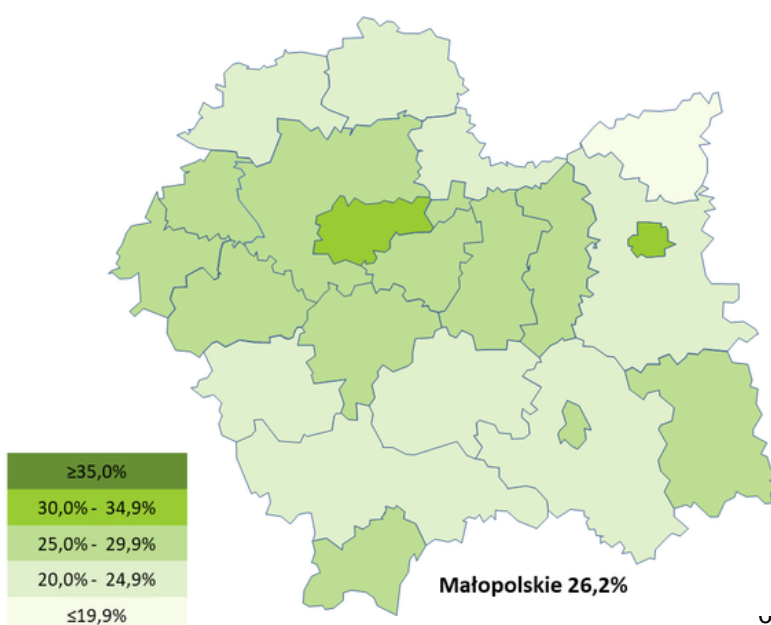 ≥35,0%
30,0% - 34,9%
25,0% - 29,9%
20,0% - 24,9%
≤19,9%
Małopolskie 26,2%